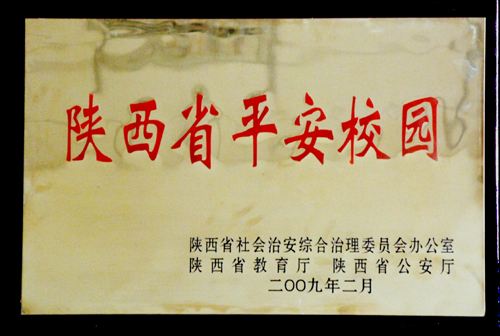 陕西省平安校园
陕西省社会治安综合治理委员会办公室
陕西省教育厅 陕西省公安厅
二〇〇九年二月